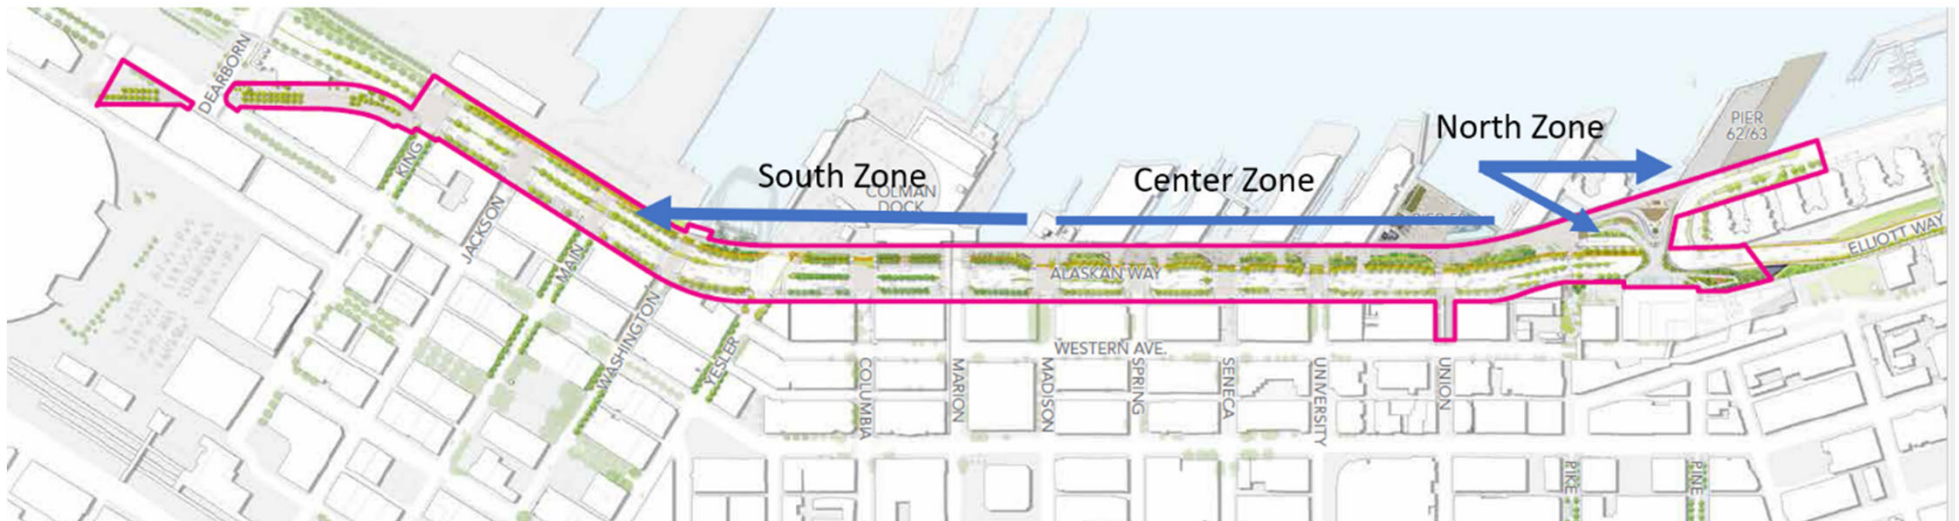 DEARBORN
KING
JACKSON
MAIN
WASHINGTON
YESLER
South Zone
COLMAN
DOCK
Center Zone
North Zone
PIER
62/63
ALASKAN WAY
ELLIOTT WAY
WESTERN AVE.
COLUMBIA
MARION
MADISON
SPRING
SENECA
UNIVERSITY
UNION
PIKE
PINE